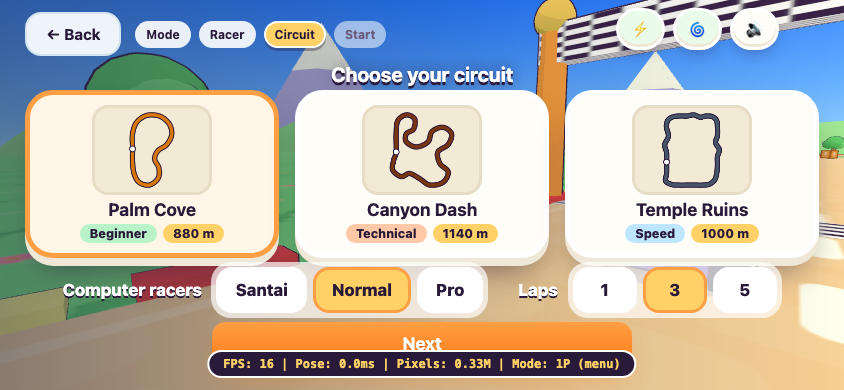 ← Back
Mode
Racer
Circuit
Start
Choose your circuit
Palm Cove
Beginner
880 m
Canyon Dash
Technical
1140 m
Temple Ruins
Speed
1000 m
Computer racers
Santai
Normal
Pro
Laps
1
3
5
Next
FPS: 16 | Pose: 0.0ms | Pixels: 0.33M | Mode: 1P (menu)